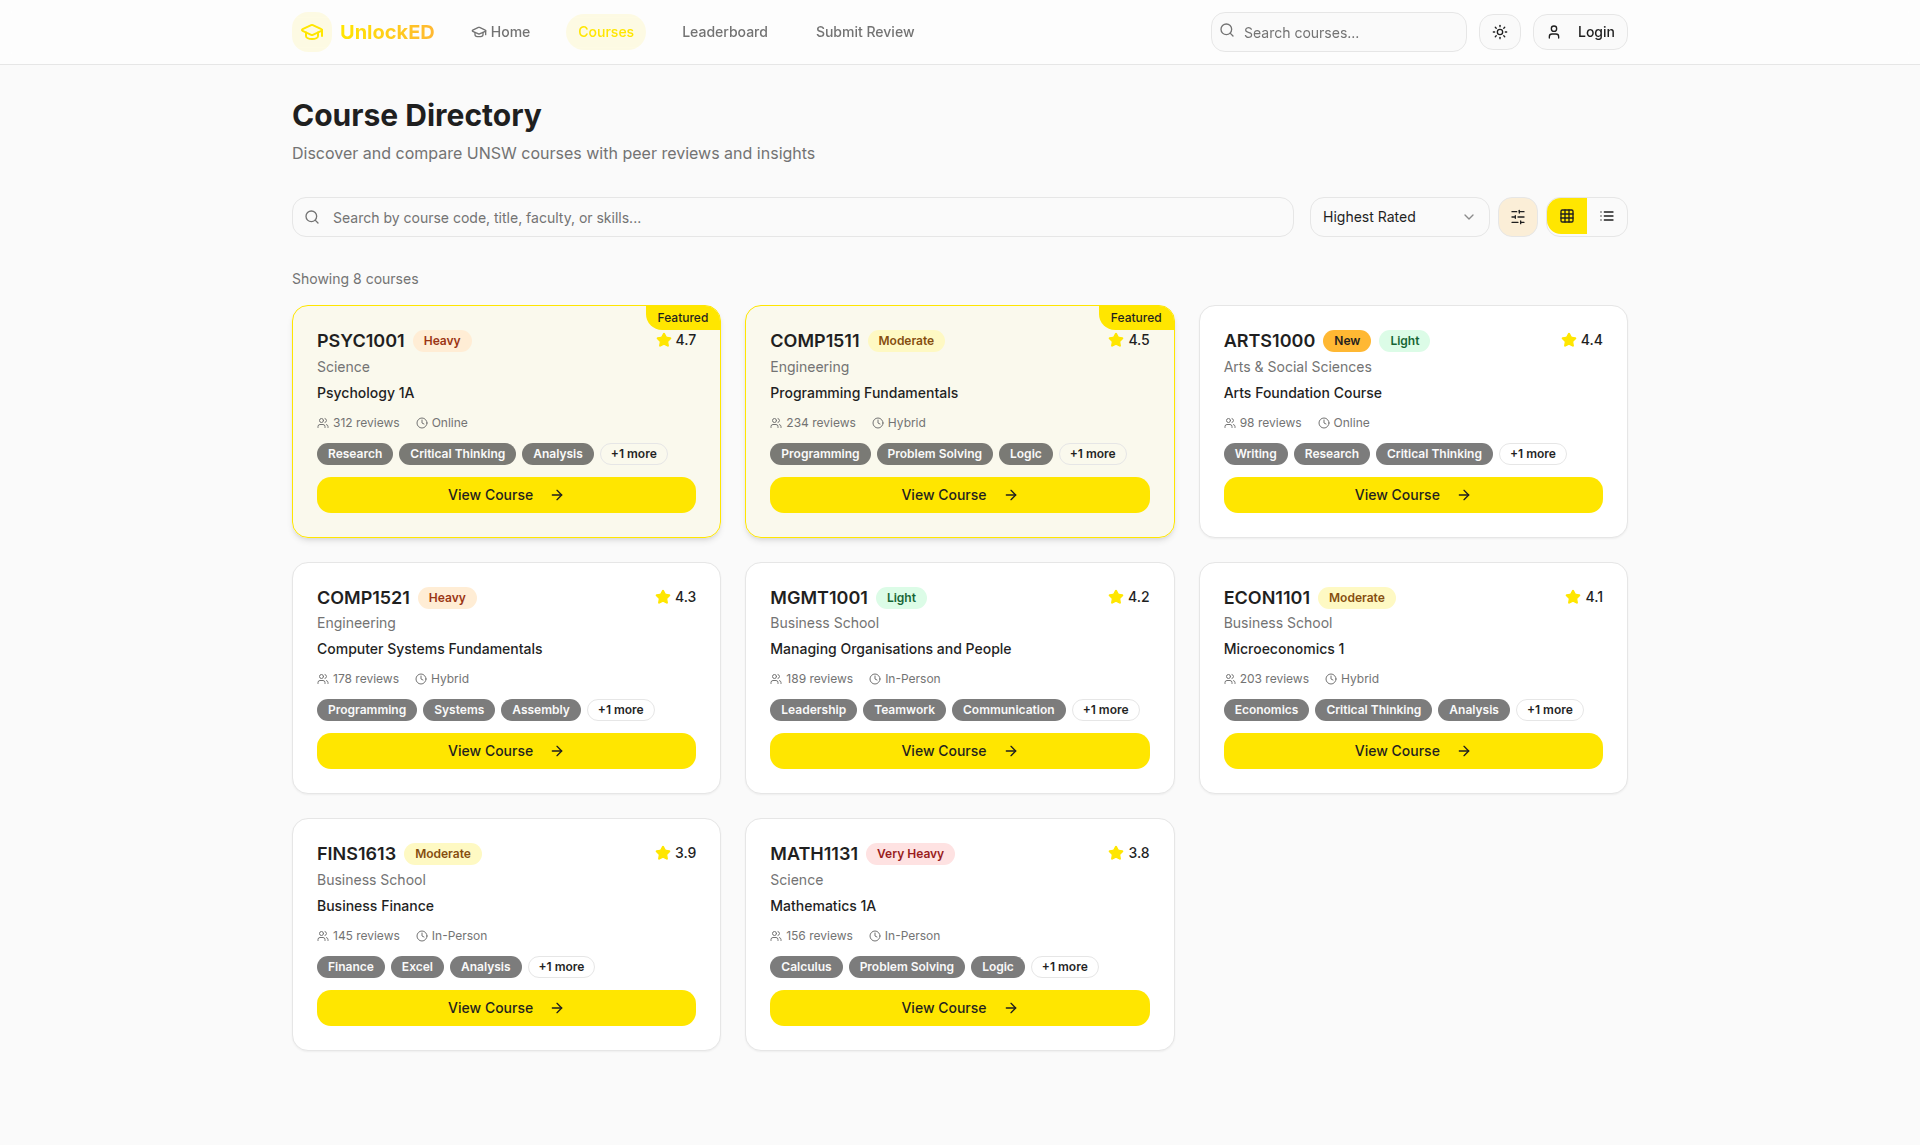 UnlockED
Home
Courses
Leaderboard
Submit Review
Search courses...
Login
Course Directory
Discover and compare UNSW courses with peer reviews and insights
Search by course code, title, faculty, or skills...
Highest Rated
Showing 8 courses
Featured
PSYC1001 Heavy 4.7
Science
Psychology 1A
312 reviews Online
Research Critical Thinking Analysis +1 more
View Course
Featured
COMP1511 Moderate 4.5
Engineering
Programming Fundamentals
234 reviews Hybrid
Programming Problem Solving Logic +1 more
View Course
ARTS1000 New Light 4.4
Arts & Social Sciences
Arts Foundation Course
98 reviews Online
Writing Research Critical Thinking +1 more
View Course
COMP1521 Heavy 4.3
Engineering
Computer Systems Fundamentals
178 reviews Hybrid
Programming Systems Assembly +1 more
View Course
MGMT1001 Light 4.2
Business School
Managing Organisations and People
189 reviews In-Person
Leadership Teamwork Communication +1 more
View Course
ECON1101 Moderate 4.1
Business School
Microeconomics 1
203 reviews Hybrid
Economics Critical Thinking Analysis +1 more
View Course
FINS1613 Moderate 3.9
Business School
Business Finance
145 reviews In-Person
Finance Excel Analysis +1 more
View Course
MATH1131 Very Heavy 3.8
Science
Mathematics 1A
156 reviews In-Person
Calculus Problem Solving Logic +1 more
View Course